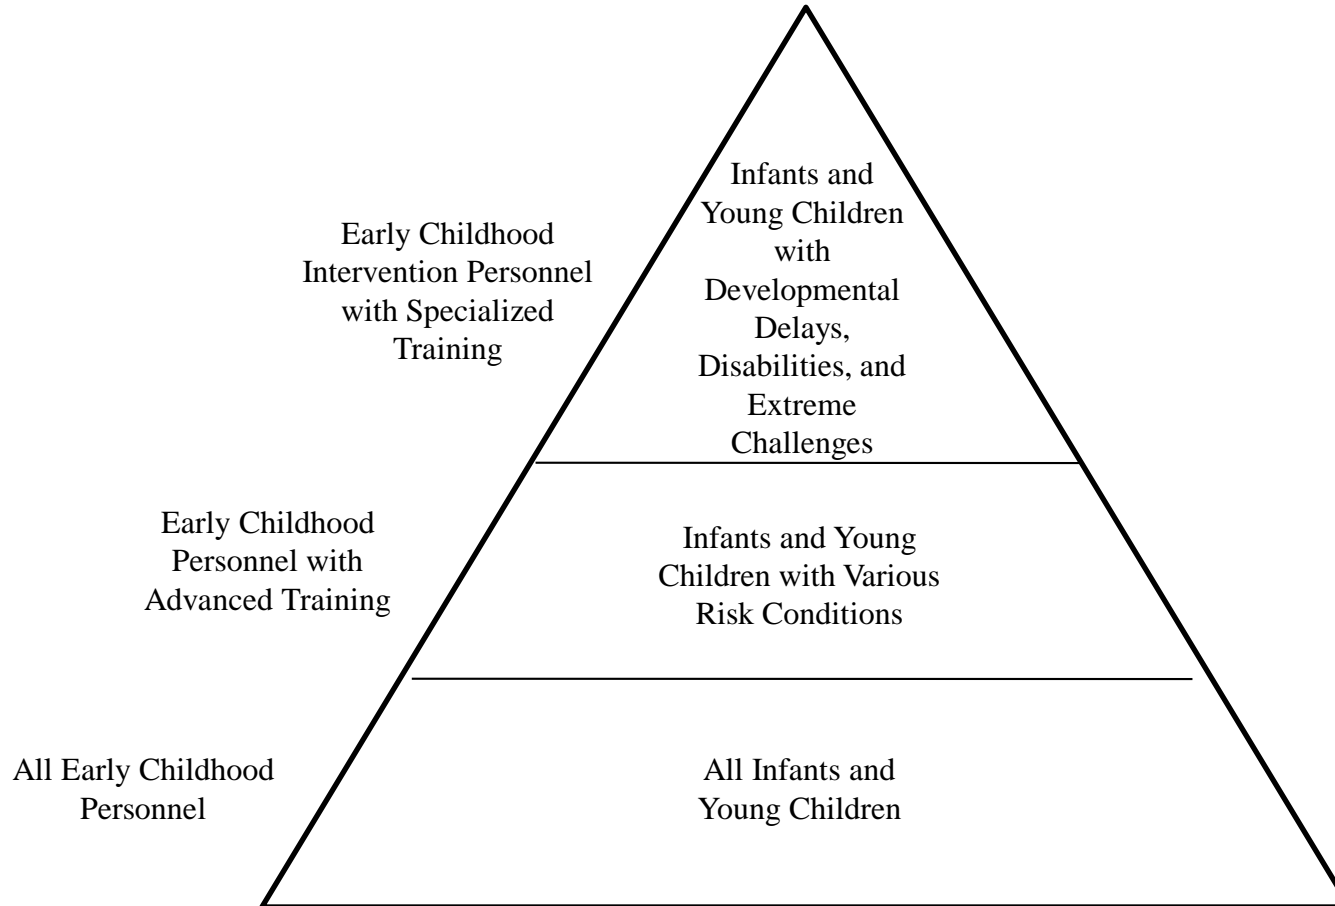 Infants and
Young Children
with
Developmental
Delays,
Disabilities, and
Extreme
Challenges
Early Childhood
Intervention Personnel
with Specialized
Training
Early Childhood
Personnel with
Advanced Training
Infants and Young
Children with Various
Risk Conditions
All Early Childhood
Personnel
All Infants and
Young Children